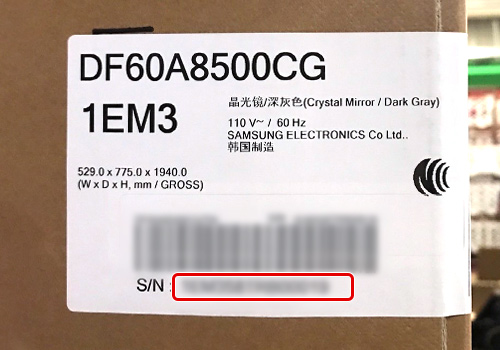 DF60A8500CG
1EM3
晶光镜/深灰色(Crystal Mirror / Dark Gray)
110 V~ / 60 Hz
SAMSUNG ELECTRONICS Co Ltd..
韩国制造
529.0 x 775.0 x 1940.0
(W x D x H, mm / GROSS)
S/N :